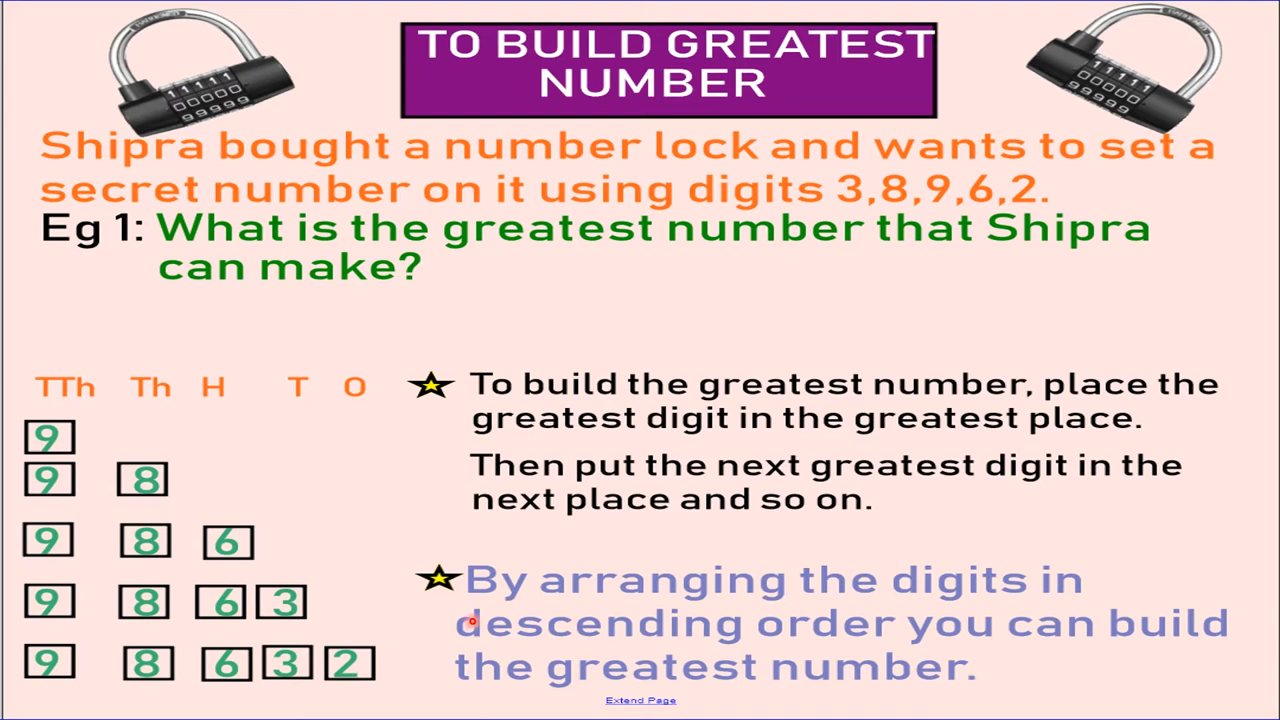 TO BUILD GREATEST
NUMBER
Shipra bought a number lock and wants to set a
secret number on it using digits 3,8,9,6,2.
Eg 1: What is the greatest number that Shipra
can make?
TTh Th H T O
9
9 8
9 8 6
9 8 6 3
9 8 6 3 2
To build the greatest number, place the
greatest digit in the greatest place.
Then put the next greatest digit in the
next place and so on.
By arranging the digits in
descending order you can build
the greatest number.
Extend Page